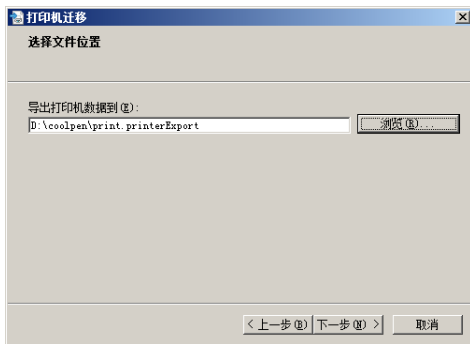 打印机迁移
选择文件位置
导出打印机数据到(E):
D:\coolpen\print.printerExport
浏览(R)...
< 上一步(B) 下一步(N) > 取消